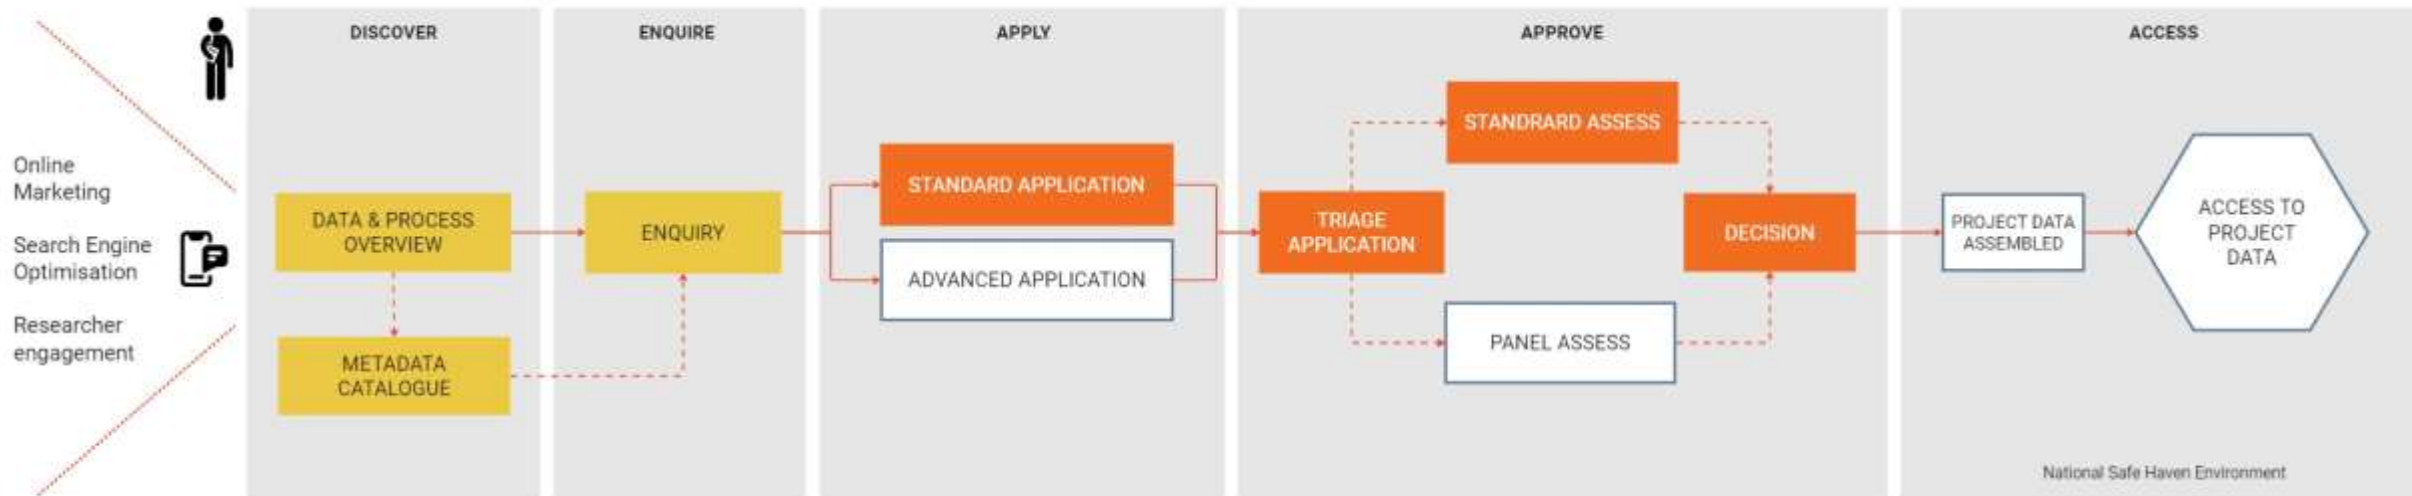 Online
Marketing
Search Engine
Optimisation
Researcher
engagement
DISCOVER
DATA & PROCESS
OVERVIEW
METADATA
CATALOGUE
ENQUIRE
ENQUIRY
APPLY
STANDARD APPLICATION
ADVANCED APPLICATION
APPROVE
TRIAGE
APPLICATION
STANDRARD ASSESS
PANEL ASSESS
DECISION
ACCESS
PROJECT DATA
ASSEMBLED
ACCESS TO
PROJECT
DATA
National Safe Haven Environment